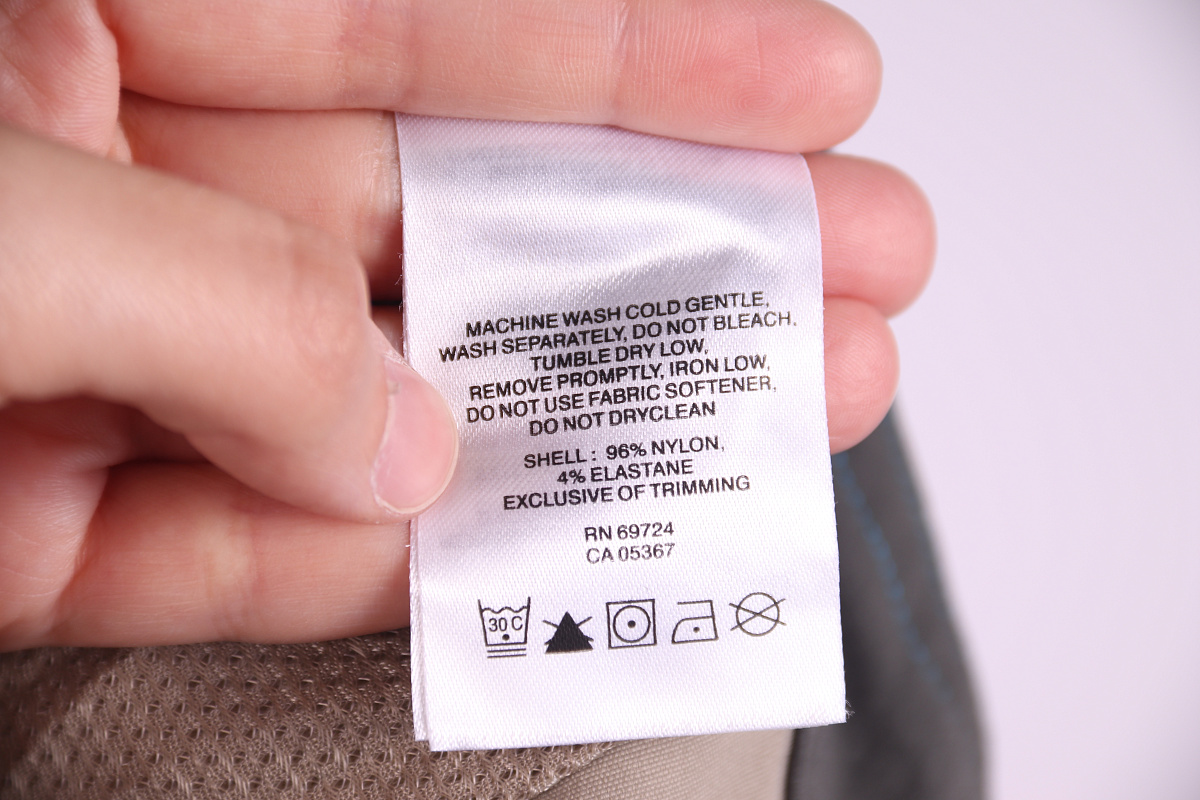 MACHINE WASH COLD GENTLE,
WASH SEPARATELY, DO NOT BLEACH.
TUMBLE DRY LOW,
REMOVE PROMPTLY, IRON LOW,
DO NOT USE FABRIC SOFTENER,
DO NOT DRYCLEAN
SHELL : 96% NYLON,
4% ELASTANE
EXCLUSIVE OF TRIMMING
RN 69724
CA 05367
30 C